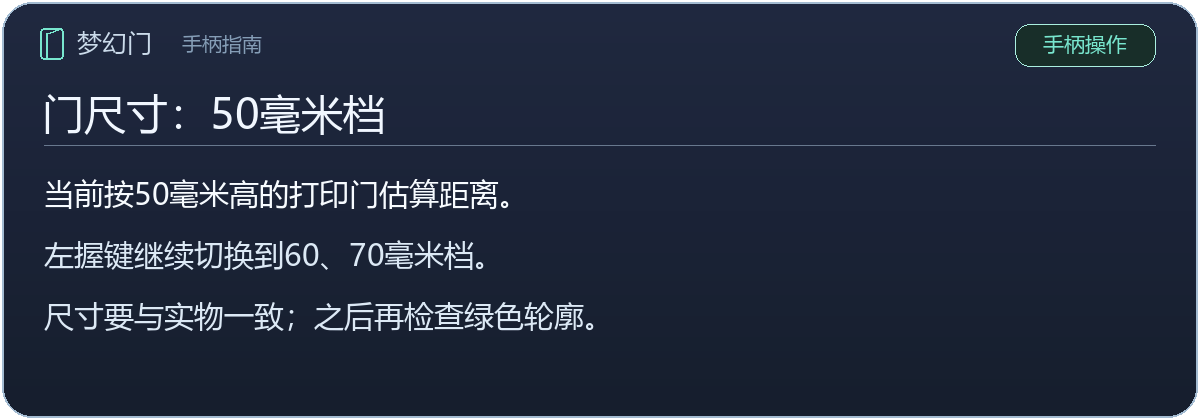 梦幻门 手柄指南 手柄操作
门尺寸：50毫米档
当前按50毫米高的打印门估算距离。
左握键继续切换到60、70毫米档。
尺寸要与实物一致；之后再检查绿色轮廓。